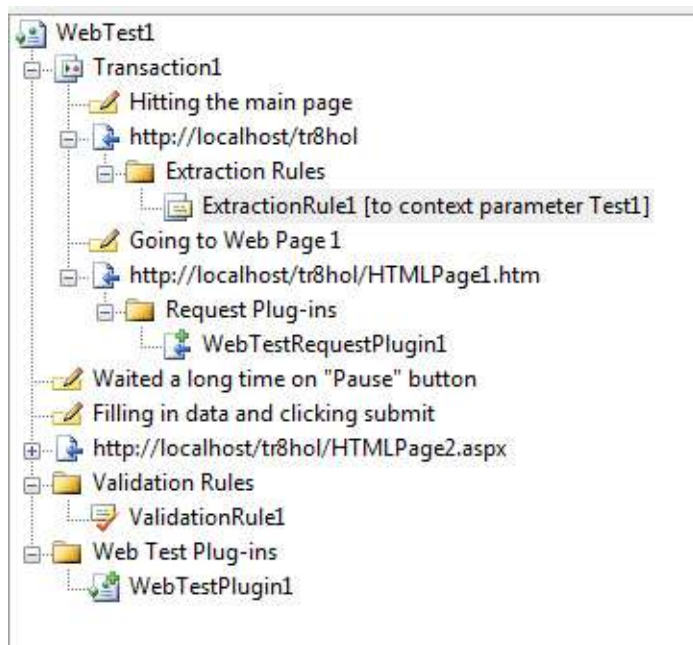 WebTest1
Transaction1
Hitting the main page
http://localhost/tr8hol
Extraction Rules
ExtractionRule1 [to context parameter Test1]
Going to Web Page 1
http://localhost/tr8hol/HTMLPage1.htm
Request Plug-ins
WebTestRequestPlugin1
Waited a long time on "Pause" button
Filling in data and clicking submit
http://localhost/tr8hol/HTMLPage2.aspx
Validation Rules
ValidationRule1
Web Test Plug-ins
WebTestPlugin1